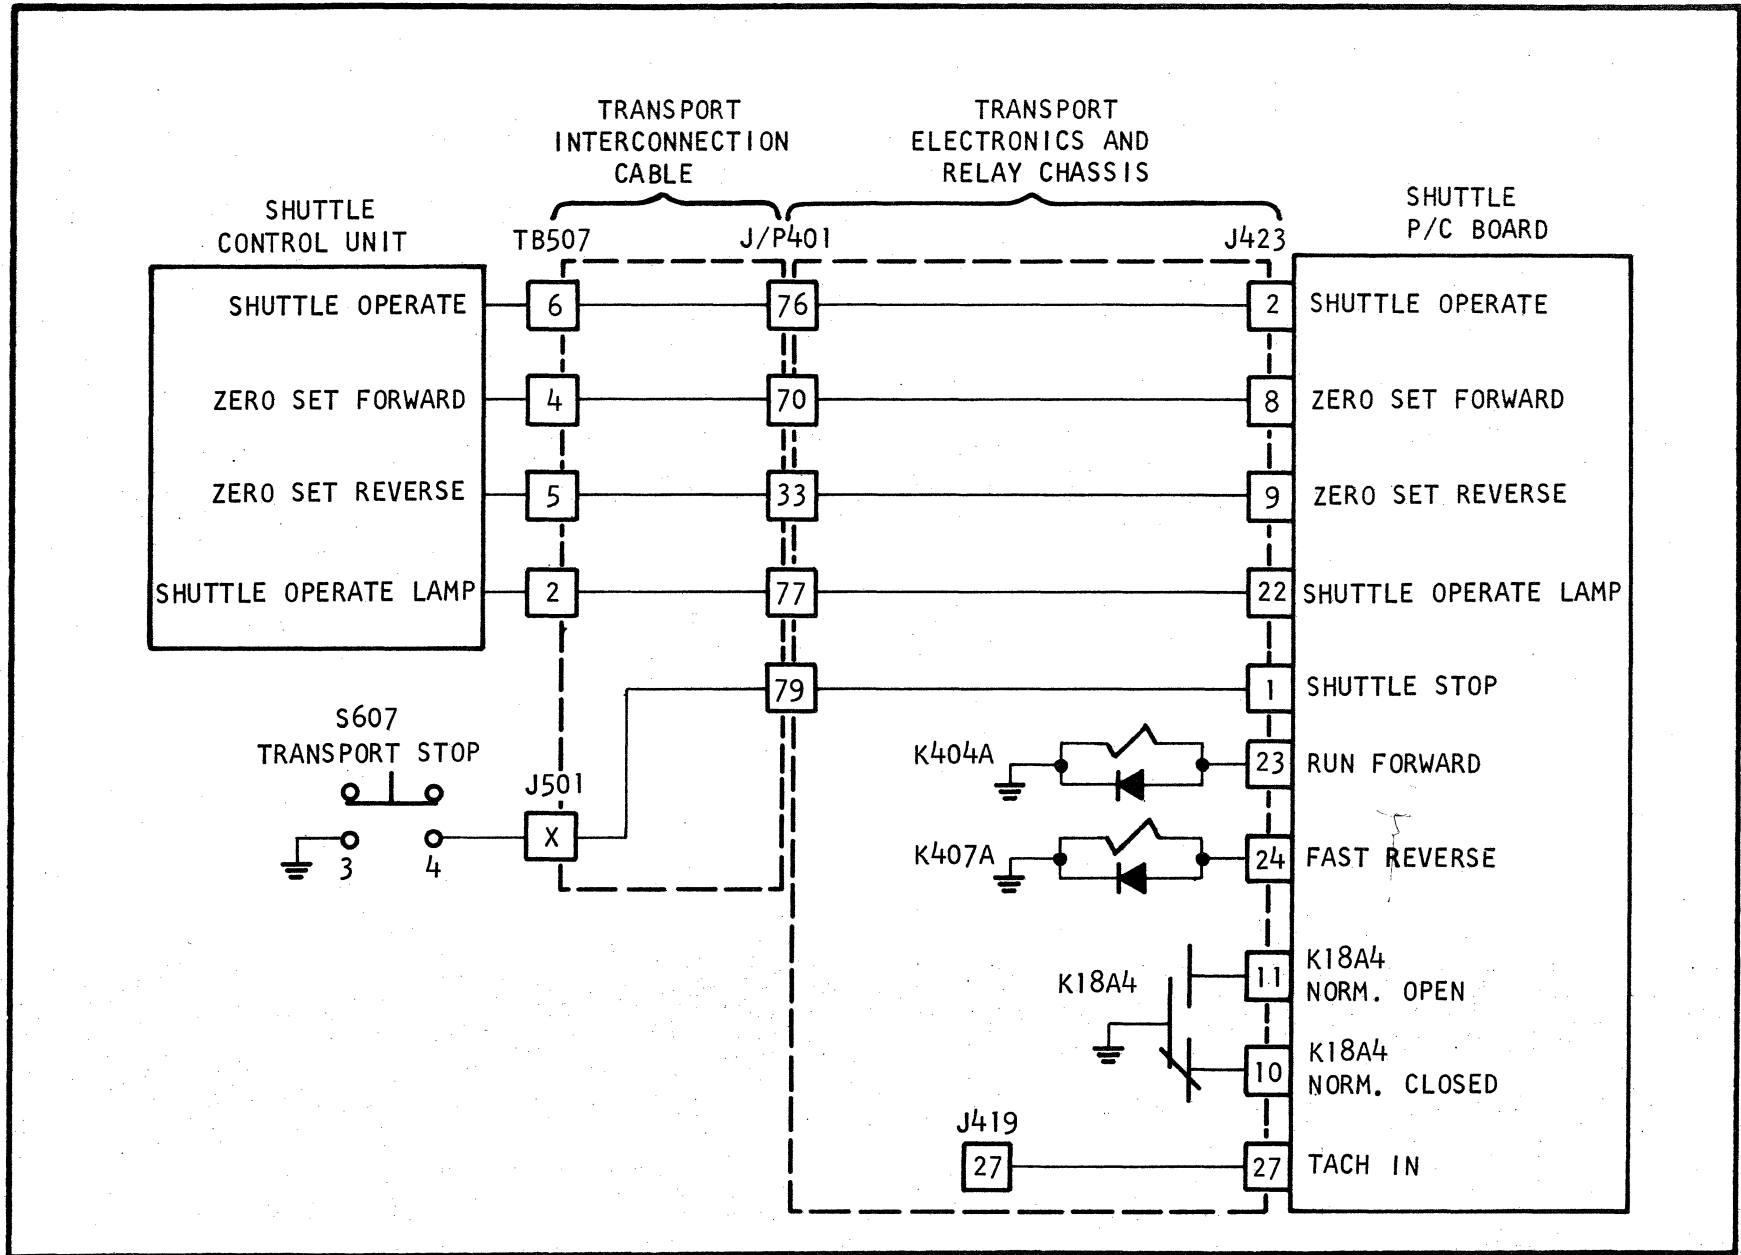 TRANSPORT
INTERCONNECTION
CABLE
TRANSPORT
ELECTRONICS AND
RELAY CHASSIS
SHUTTLE
CONTROL UNIT
TB507
J/P401
J423
SHUTTLE
P/C BOARD
SHUTTLE OPERATE
6
76
2
SHUTTLE OPERATE
ZERO SET FORWARD
4
70
8
ZERO SET FORWARD
ZERO SET REVERSE
5
33
9
ZERO SET REVERSE
SHUTTLE OPERATE LAMP
2
77
22
SHUTTLE OPERATE LAMP
79
1
SHUTTLE STOP
S607
TRANSPORT STOP
J501
X
3
4
K404A
23
RUN FORWARD
K407A
24
FAST REVERSE
K18A4
11
K18A4
NORM. OPEN
10
K18A4
NORM. CLOSED
J419
27
27
TACH IN